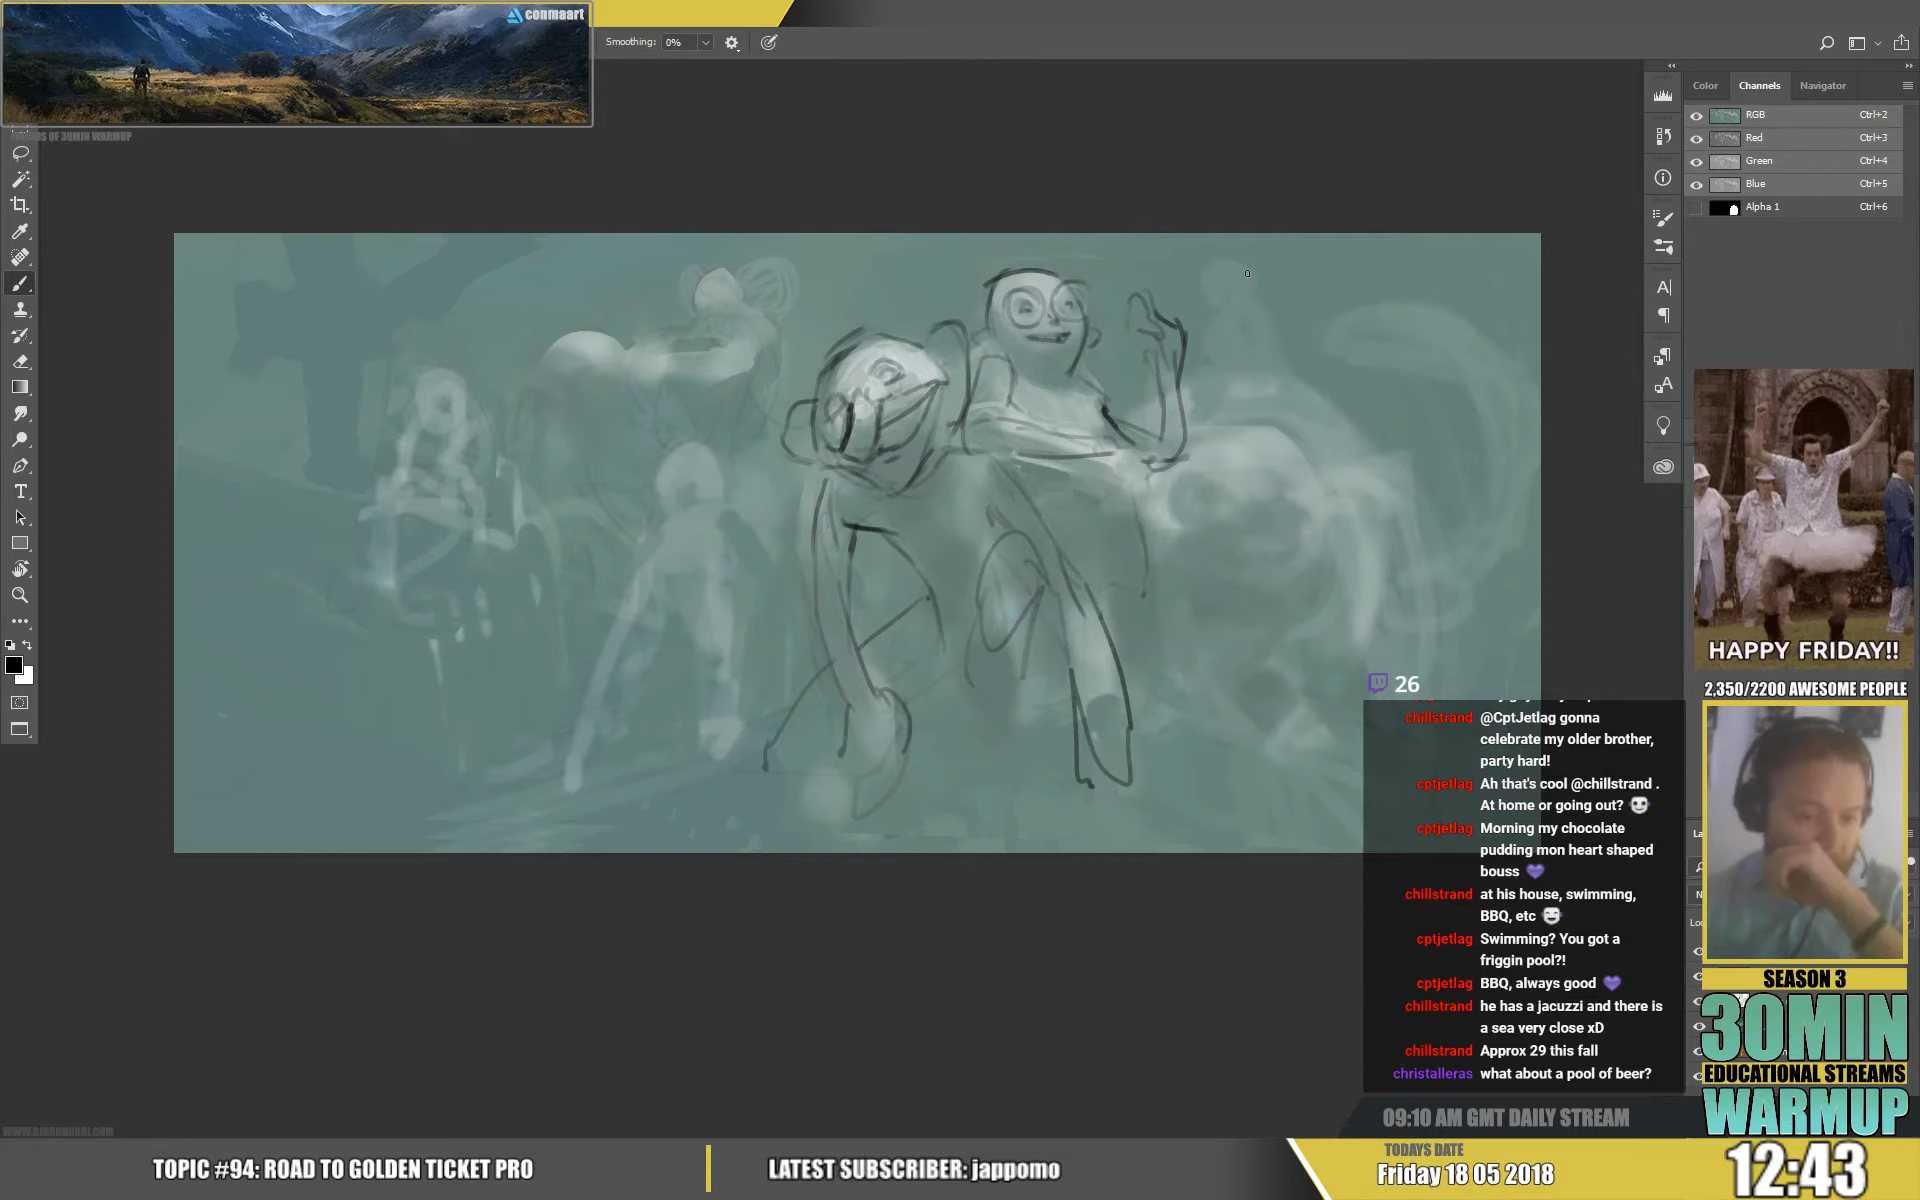 conmaart
Smoothing: 0%
OF 30MIN WARMUP
Color Channels Navigator
RGB Ctrl+2
Red Ctrl+3
Green Ctrl+4
Blue Ctrl+5
Alpha 1 Ctrl+6
HAPPY FRIDAY!!
2,350/2200 AWESOME PEOPLE
26
chillstrand @CptJetlag gonna
celebrate my older brother,
party hard!
cptjetlag Ah that's cool @chillstrand .
At home or going out?
cptjetlag Morning my chocolate
pudding mon heart shaped
bouss
chillstrand at his house, swimming,
BBQ, etc
cptjetlag Swimming? You got a
friggin pool?!
cptjetlag BBQ, always good
chillstrand he has a jacuzzi and there is
a sea very close xD
chillstrand Approx 29 this fall
christalleras what about a pool of beer?
SEASON 3
30MIN
EDUCATIONAL STREAMS
WARMUP
09:10 AM GMT DAILY STREAM
TOPIC #94: ROAD TO GOLDEN TICKET PRO
LATEST SUBSCRIBER: jappomo
TODAYS DATE
Friday 18 05 2018
12:43